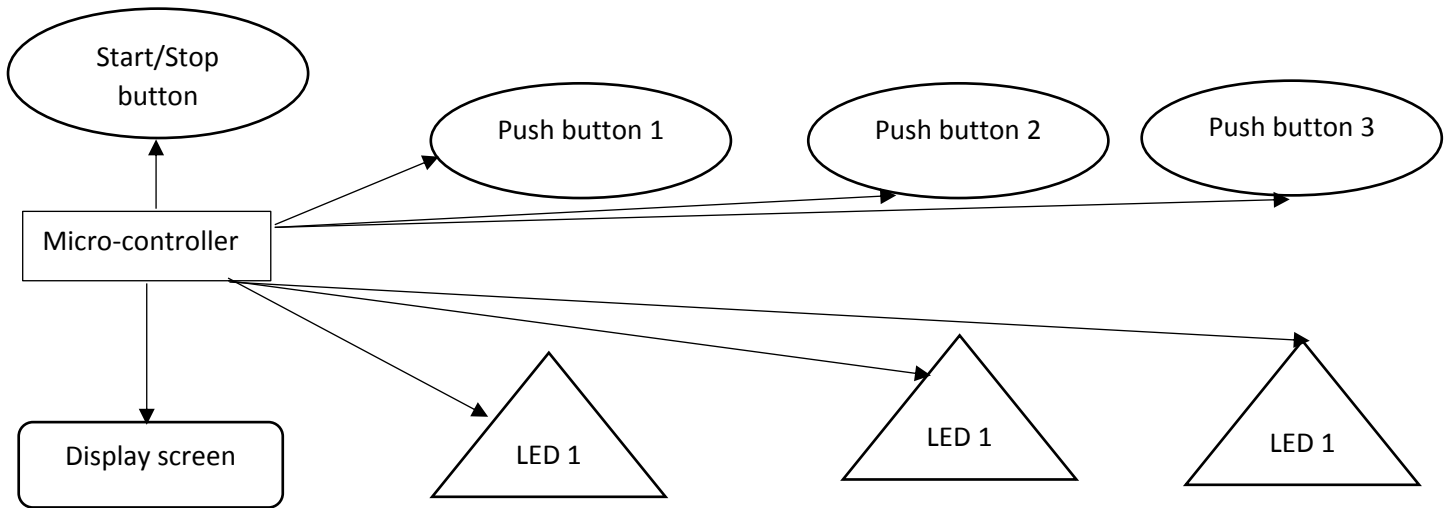 Start/Stop
button
Push button 1
Push button 2
Push button 3
Micro-controller
Display screen
LED 1
LED 1
LED 1